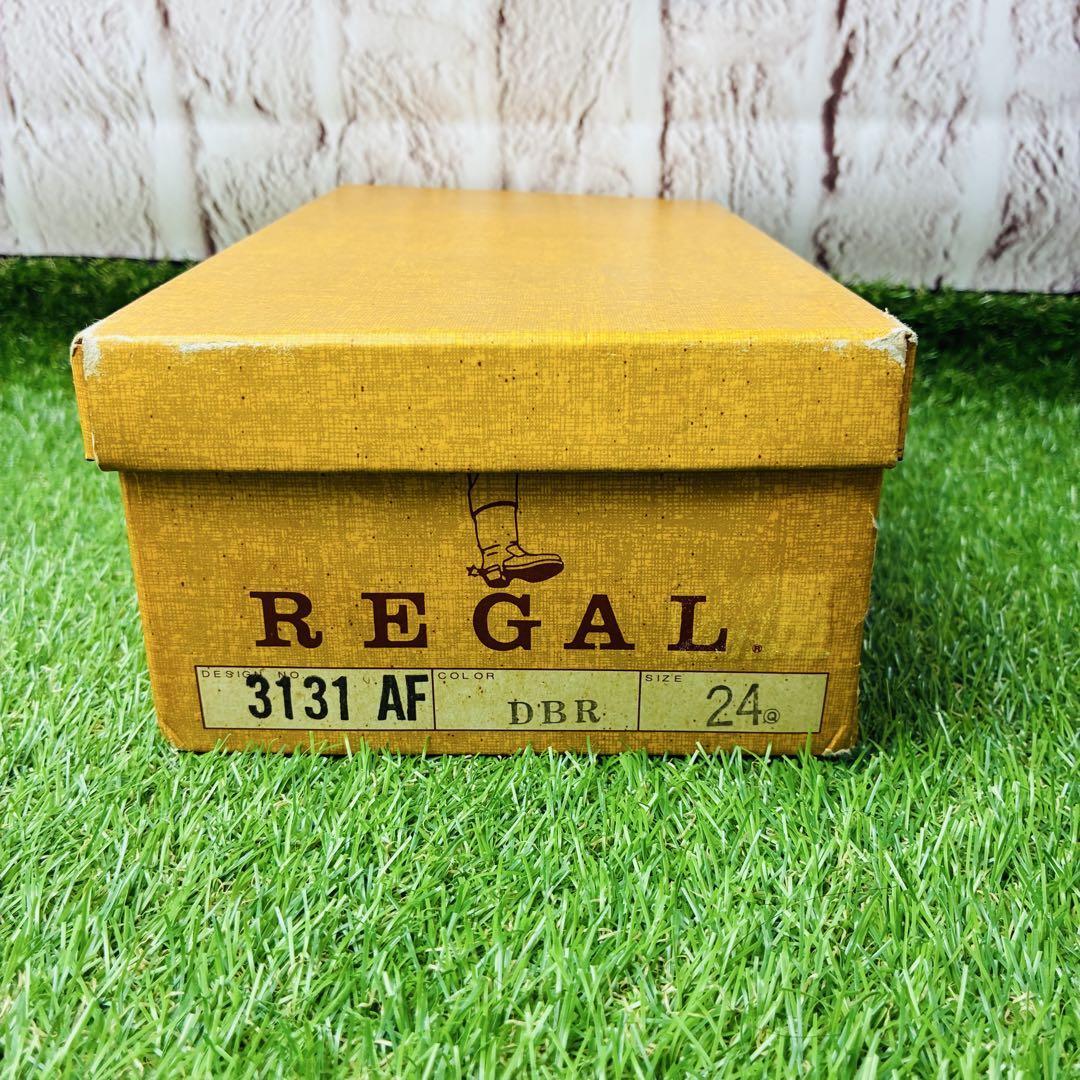 REGAL®
DESIGN NO. COLOR SIZE
3131 AF DBR 24